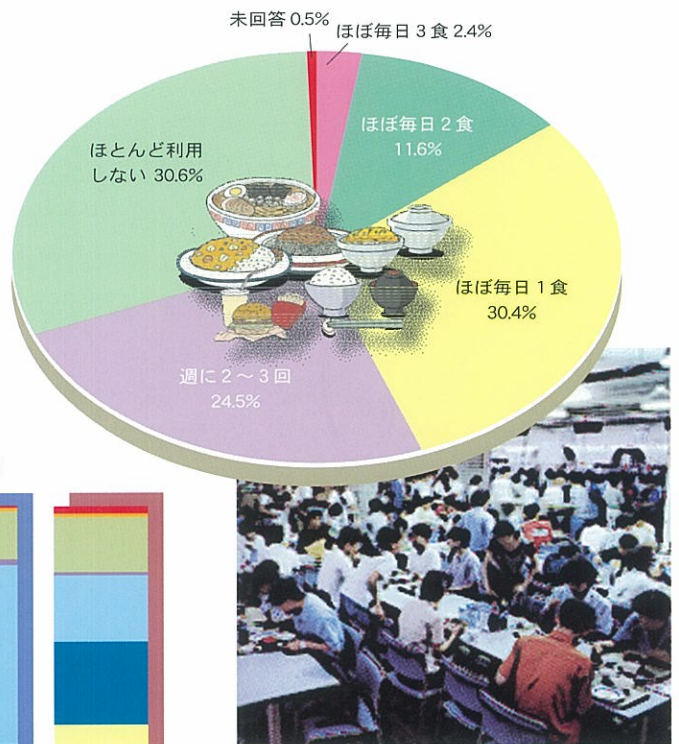 未回答 0.5%
ほぼ毎日 3 食 2.4%
ほぼ毎日 2 食
11.6%
ほとんど利用
しない 30.6%
ほぼ毎日 1 食
30.4%
週に 2 〜 3 回
24.5%